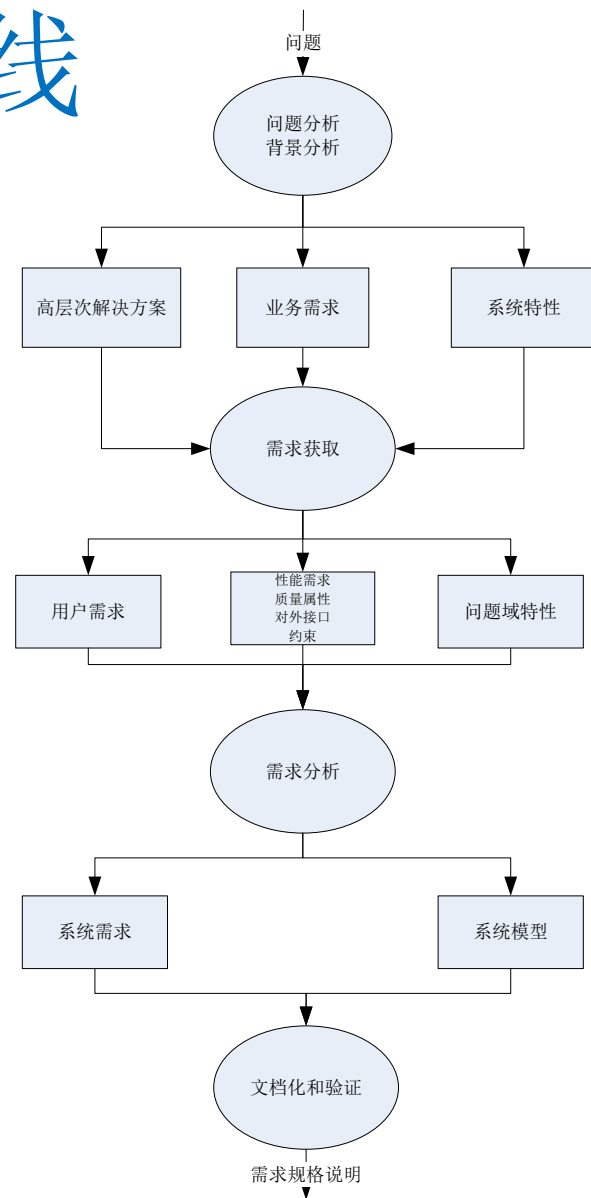 线
问题
问题分析
背景分析
高层次解决方案
业务需求
系统特性
需求获取
用户需求
性能需求
质量属性
对外接口
约束
问题域特性
需求分析
系统需求
系统模型
文档化和验证
需求规格说明